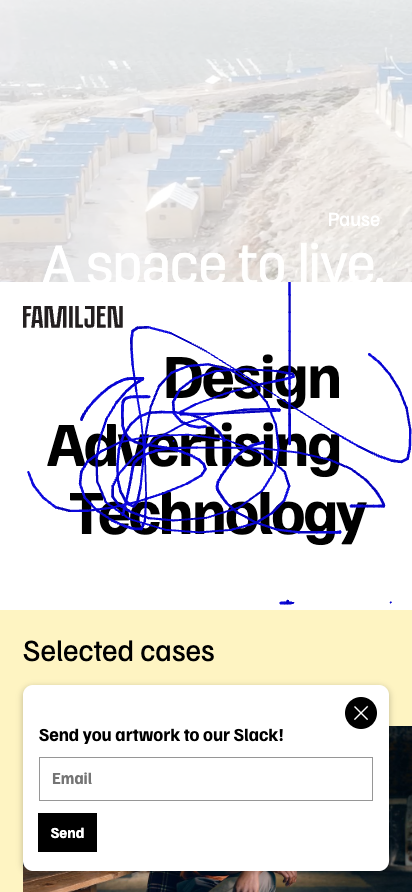 Pause
A space to live.
FAMILJEN
Design
Advertising
Technology
Selected cases
Send you artwork to our Slack!
Email
Send